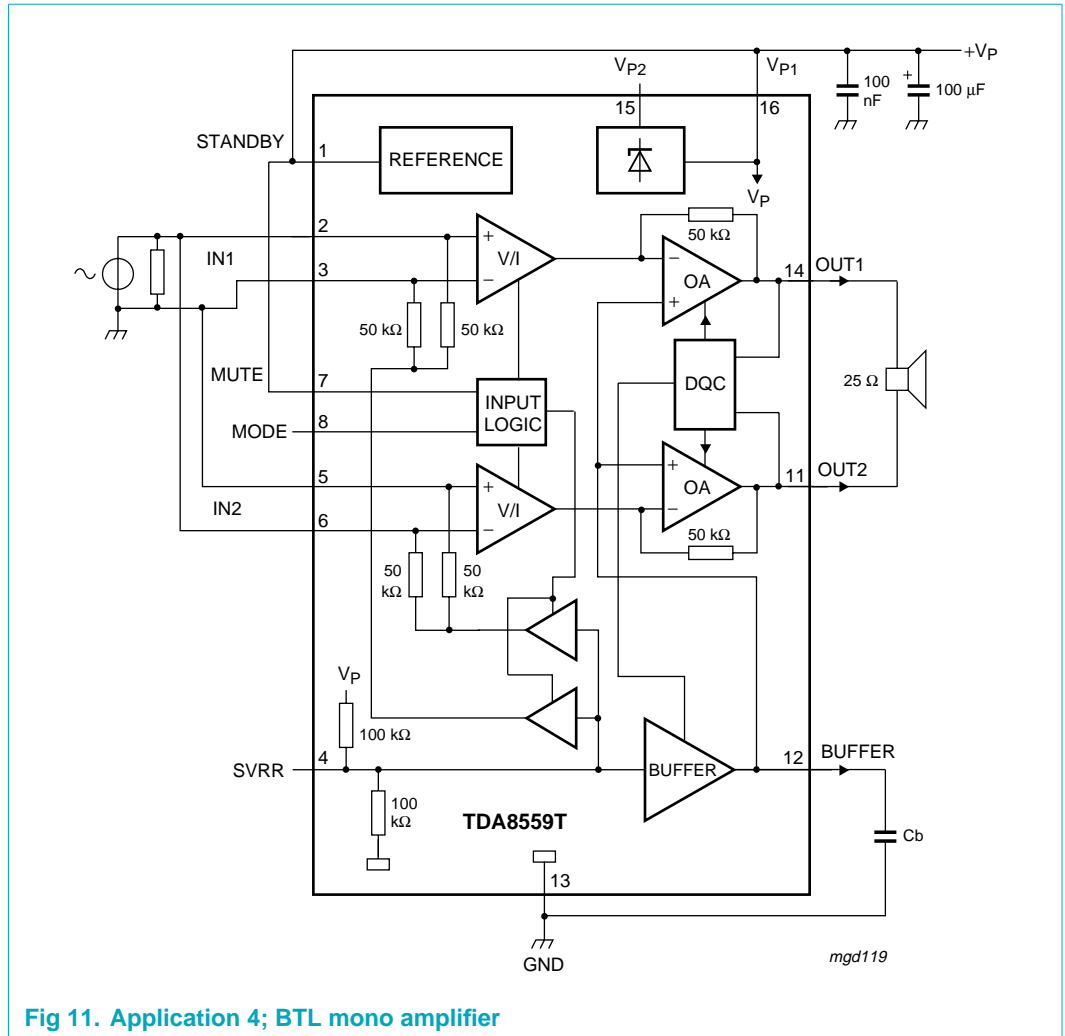 +VP
VP2
VP1
100 nF
+
100 µF
15
16
STANDBY
1
REFERENCE
VP
2
+
V/I
−
50 kΩ
−
OA
+
14
OUT1
IN1
3
50 kΩ
50 kΩ
MUTE
7
INPUT LOGIC
DQC
25 Ω
MODE
8
5
+
V/I
−
+
OA
−
11
OUT2
IN2
6
50 kΩ
50 kΩ
50 kΩ
VP
100 kΩ
SVRR
4
BUFFER
12
BUFFER
100 kΩ
TDA8559T
Cb
13
GND
mgd119
Fig 11. Application 4; BTL mono amplifier